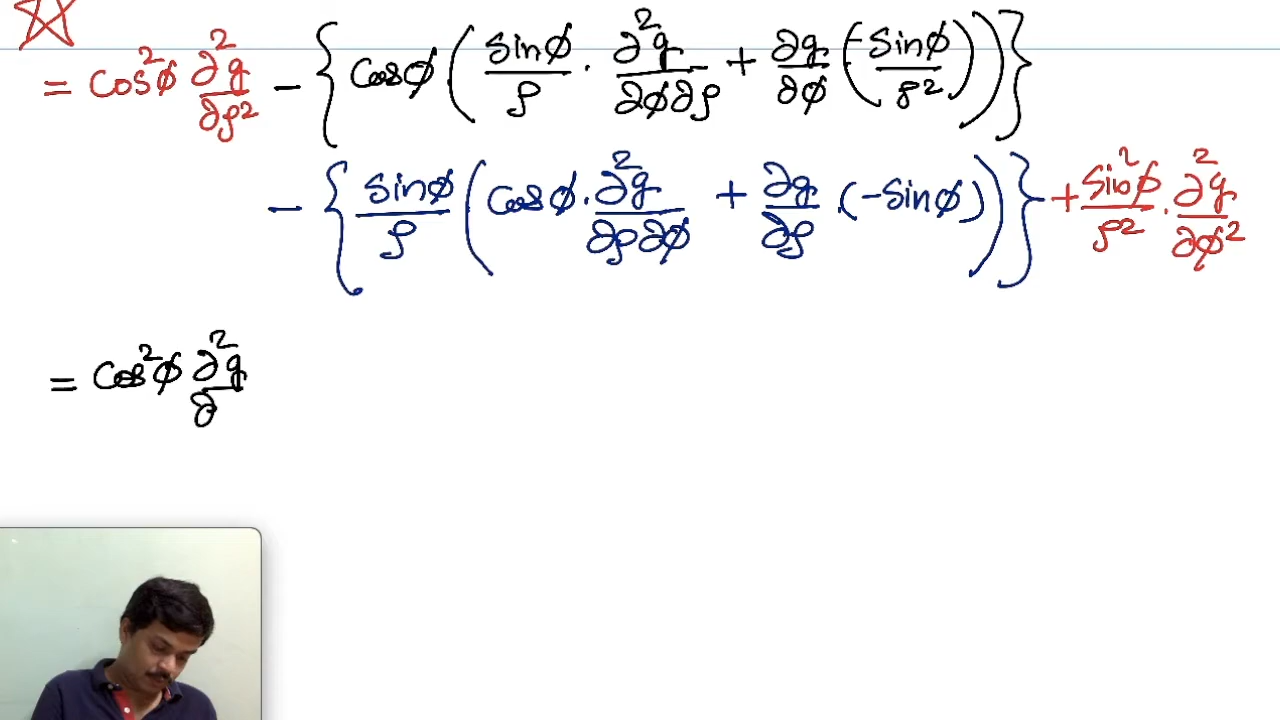 = cos²φ ∂²g/∂ρ² - { cosφ ( sinφ/ρ · ∂²g/∂φ∂ρ + ∂g/∂φ (-sinφ/ρ²) ) }
- { sinφ/ρ ( cosφ · ∂²g/∂ρ∂φ + ∂g/∂ρ · (-sinφ) ) } + sin²φ/ρ² · ∂²g/∂φ²
= cos²φ ∂²g/∂